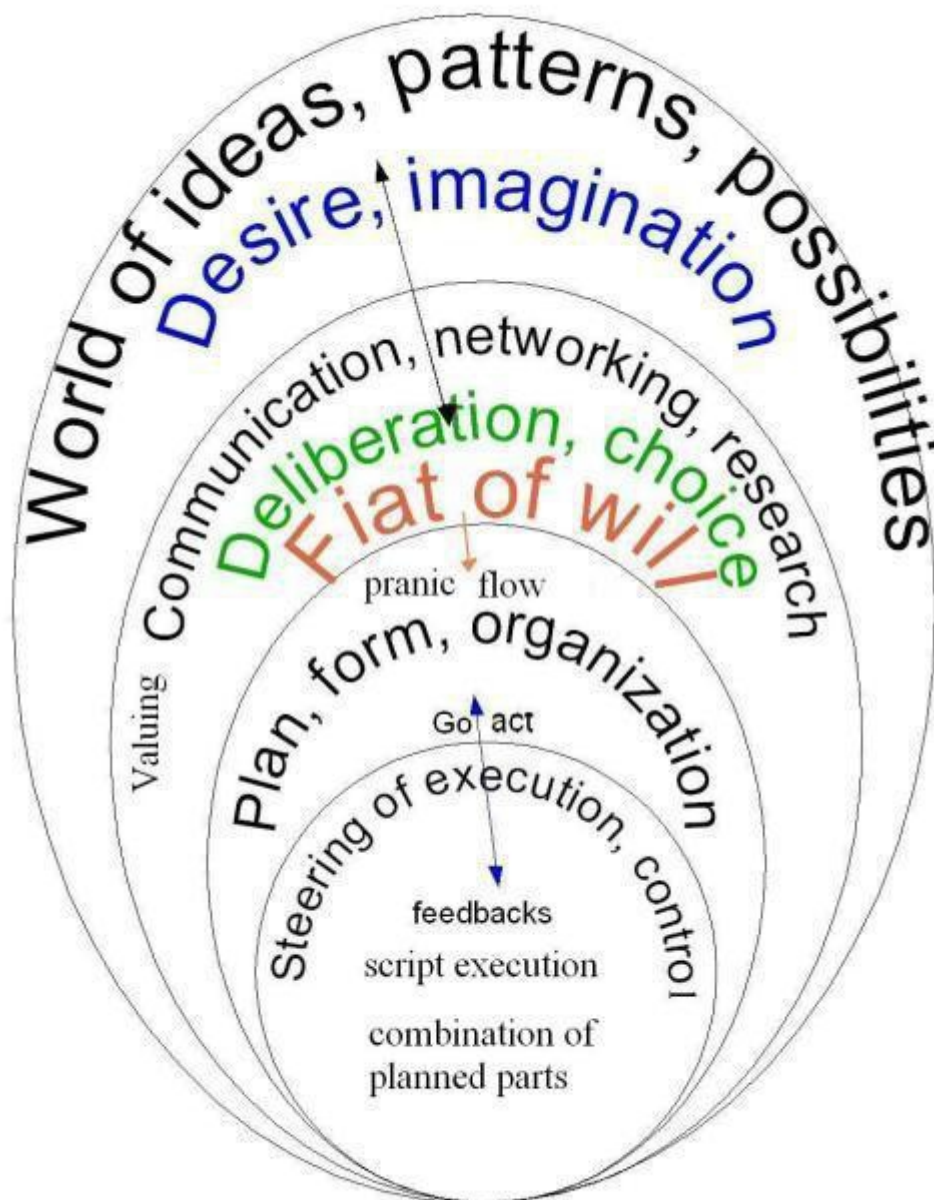 World of ideas, patterns, possibilities
Desire, imagination
Communication, networking, research
Deliberation, choice
Fiat of will
pranic flow
Valuing
Plan, form, organization
Go act
Steering of execution, control
feedbacks
script execution
combination of
planned parts